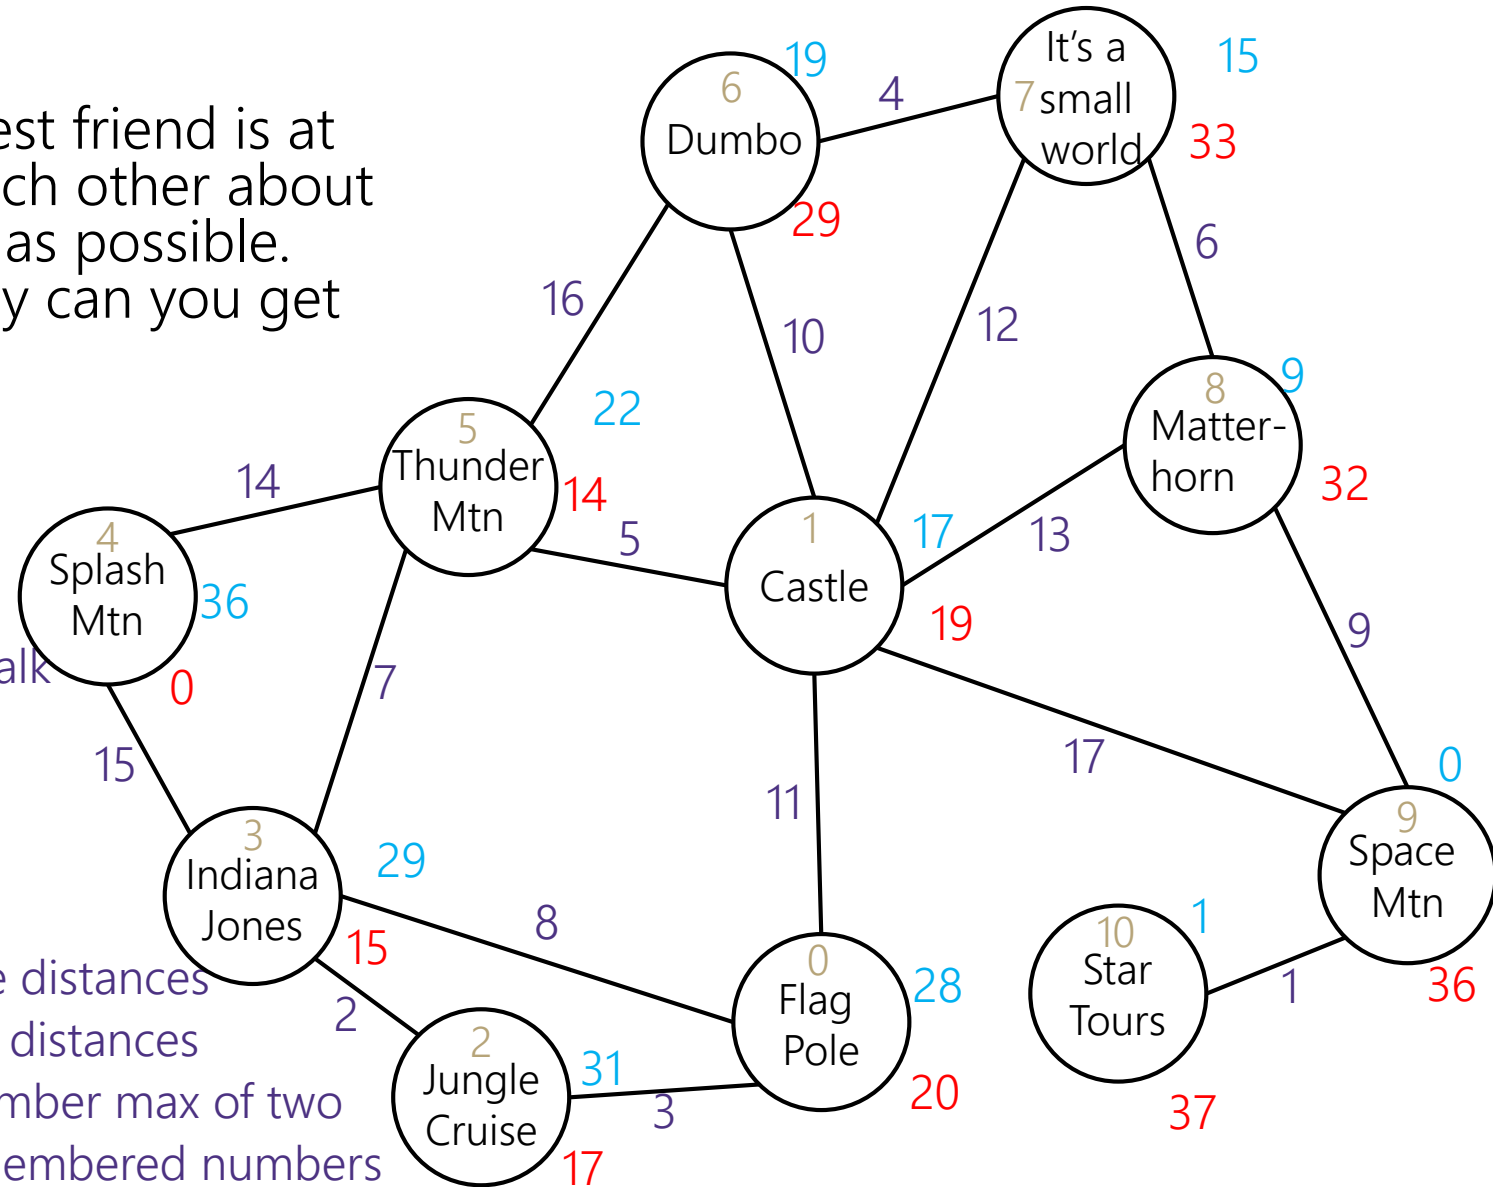 est friend is at
ch other about
as possible.
y can you get
6
Dumbo
19
29
4
It's a
7 small
world
15
33
16
10
12
6
5
Thunder
Mtn
22
14
14
5
1
Castle
17
19
13
8
Matter-
horn
9
32
4
Splash
Mtn
36
0
alk
15
7
11
17
9
3
Indiana
Jones
29
15
8
2
2
Jungle
Cruise
31
17
3
0
Flag
Pole
28
20
10
Star
Tours
1
37
1
9
Space
Mtn
0
36
e distances
distances
mber max of two
embered numbers